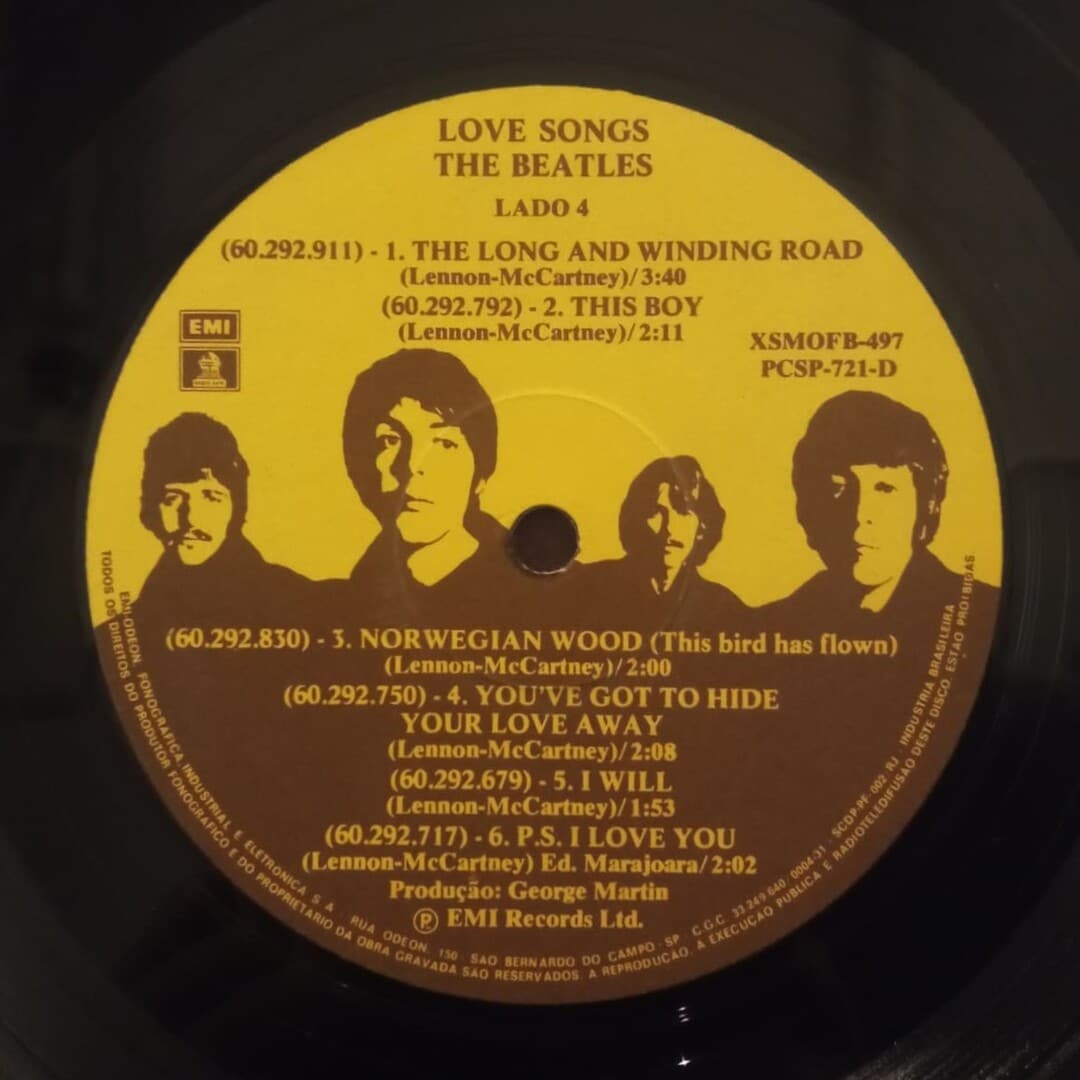 LOVE SONGS
THE BEATLES
LADO 4
(60.292.911) - 1. THE LONG AND WINDING ROAD
(Lennon-McCartney)/3:40
(60.292.792) - 2. THIS BOY
(Lennon-McCartney)/2:11
EMI
XSMOFB-497
PCSP-721-D
(60.292.830) - 3. NORWEGIAN WOOD (This bird has flown)
(Lennon-McCartney)/2:00
(60.292.750) - 4. YOU'VE GOT TO HIDE
YOUR LOVE AWAY
(Lennon-McCartney)/2:08
(60.292.679) - 5. I WILL
(Lennon-McCartney)/1:53
(60.292.717) - 6. P.S. I LOVE YOU
(Lennon-McCartney) Ed. Marajoara/2:02
Produção: George Martin
Ⓟ EMI Records Ltd.
EMI-ODEON, FONOGRAFICA, INDUSTRIAL E ELETRONICA S A . RUA ODEON, 150 - SAO BERNARDO DO CAMPO - SP C.G.C. 33.249.640/0004-31 - SCDP-PF-002-RJ - INDUSTRIA BRASILEIRA
TODOS OS DIREITOS DO PRODUTOR FONOGRAFICO E DO PROPRIETARIO DA OBRA GRAVADA SAO RESERVADOS. A REPRODUCAO, A EXECUCAO PUBLICA E RADIOTELEDIFUSAO DESTE DISCO, ESTAO PROIBIDAS